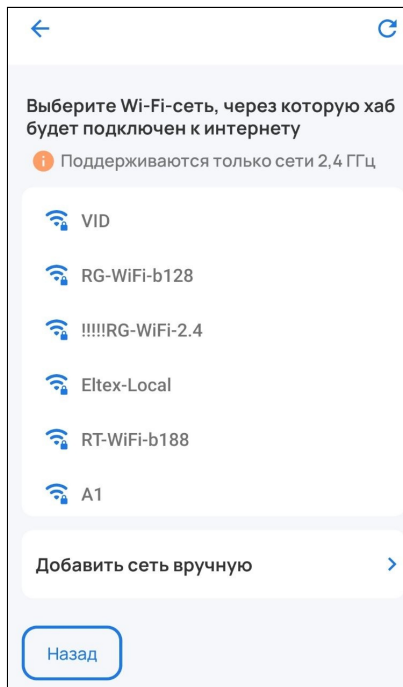 Выберите Wi-Fi-сеть, через которую хаб
будет подключен к интернету
Поддерживаются только сети 2,4 ГГц
VID
RG-WiFi-b128
!!!!!RG-WiFi-2.4
Eltex-Local
RT-WiFi-b188
A1
Добавить сеть вручную
Назад